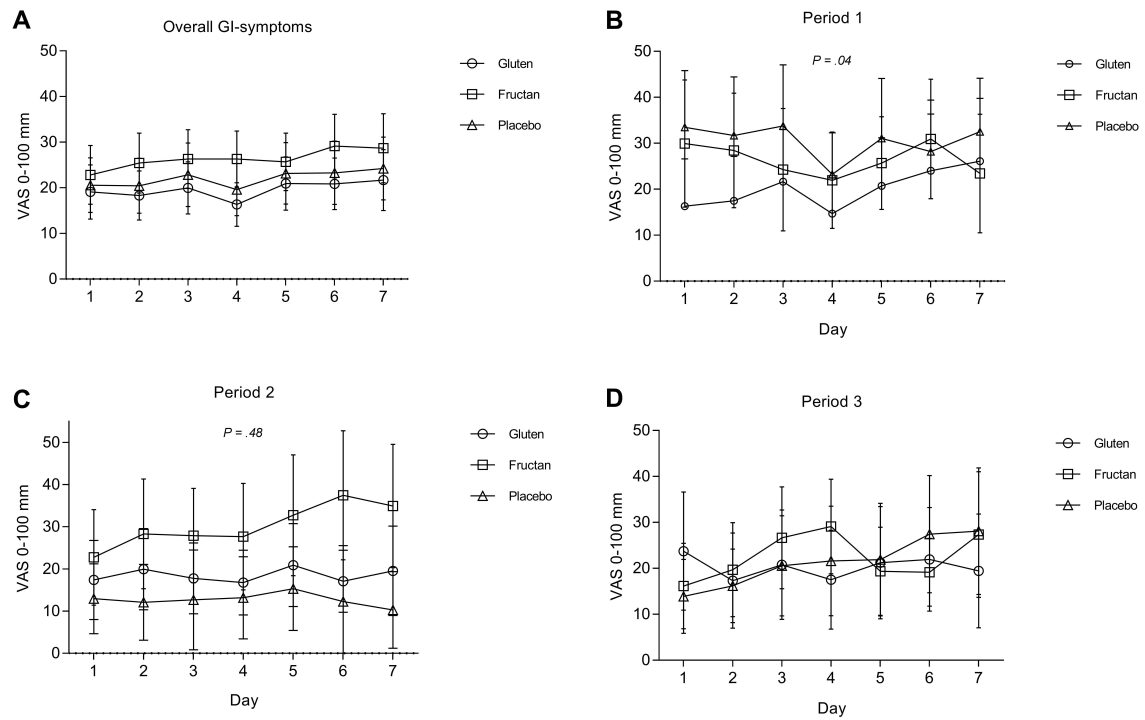 A
Overall GI-symptoms
VAS 0-100 mm
50
40
30
20
10
0
1 2 3 4 5 6 7
Gluten
Fructan
Placebo
B
Period 1
P = .04
VAS 0-100 mm
50
40
30
20
10
0
1 2 3 4 5 6 7
Day
Gluten
Fructan
Placebo
C
Period 2
P = .48
VAS 0-100 mm
50
40
30
20
10
0
1 2 3 4 5 6 7
Day
Gluten
Fructan
Placebo
D
Period 3
VAS 0-100 mm
50
40
30
20
10
0
1 2 3 4 5 6 7
Day
Gluten
Fructan
Placebo